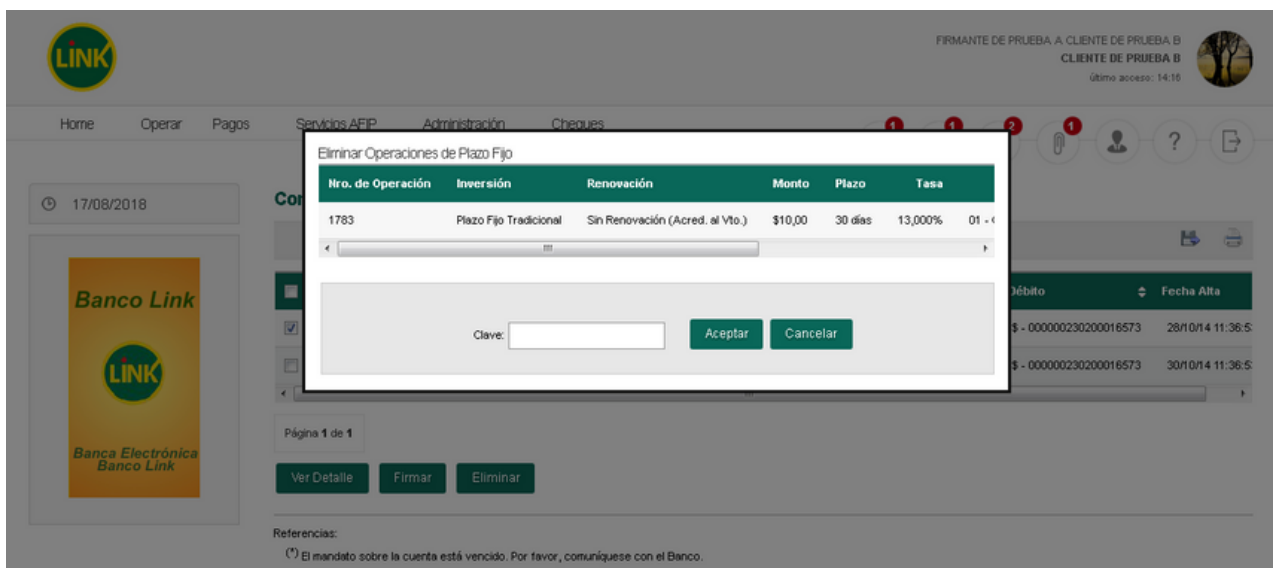 LINK
FIRMANTE DE PRUEBA A CLIENTE DE PRUEBA B
CLIENTE DE PRUEBA B
último acceso: 14:16
Home Operar Pagos Servicios AFIP Administración Cheques
1 1 2 1 ?
Eliminar Operaciones de Plazo Fijo
Nro. de Operación Inversión Renovación Monto Plazo Tasa
1783 Plazo Fijo Tradicional Sin Renovación (Acred. al Vto.) $10,00 30 días 13,000% 01 -
Clave: Aceptar Cancelar
17/08/2018
Con
Banco Link
LINK
Banca Electrónica
Banco Link
Débito Fecha Alta
$ - 000000230200016573 28/10/14 11:36:5
$ - 000000230200016573 30/10/14 11:36:5
Página 1 de 1
Ver Detalle Firmar Eliminar
Referencias:
(*) El mandato sobre la cuenta está vencido. Por favor, comuníquese con el Banco.